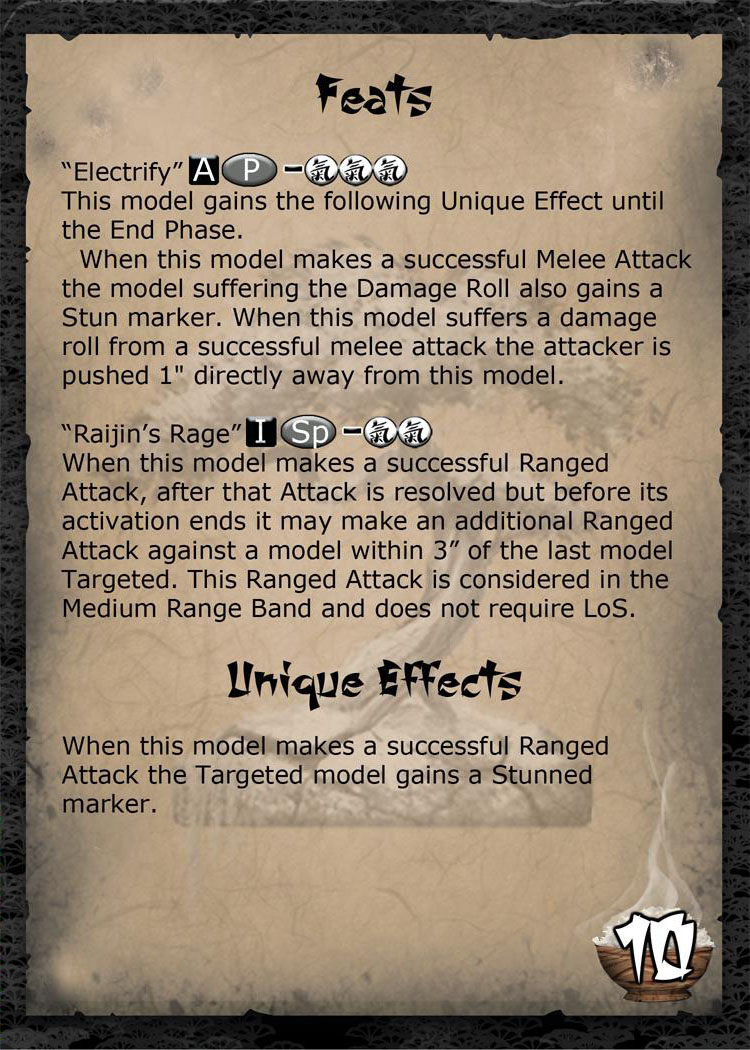 Feats
“Electrify” A P -氣氣氣
This model gains the following Unique Effect until
the End Phase.
When this model makes a successful Melee Attack
the model suffering the Damage Roll also gains a
Stun marker. When this model suffers a damage
roll from a successful melee attack the attacker is
pushed 1" directly away from this model.
“Raijin’s Rage” I Sp -氣氣
When this model makes a successful Ranged
Attack, after that Attack is resolved but before its
activation ends it may make an additional Ranged
Attack against a model within 3” of the last model
Targeted. This Ranged Attack is considered in the
Medium Range Band and does not require LoS.
Unique Effects
When this model makes a successful Ranged
Attack the Targeted model gains a Stunned
marker.
10